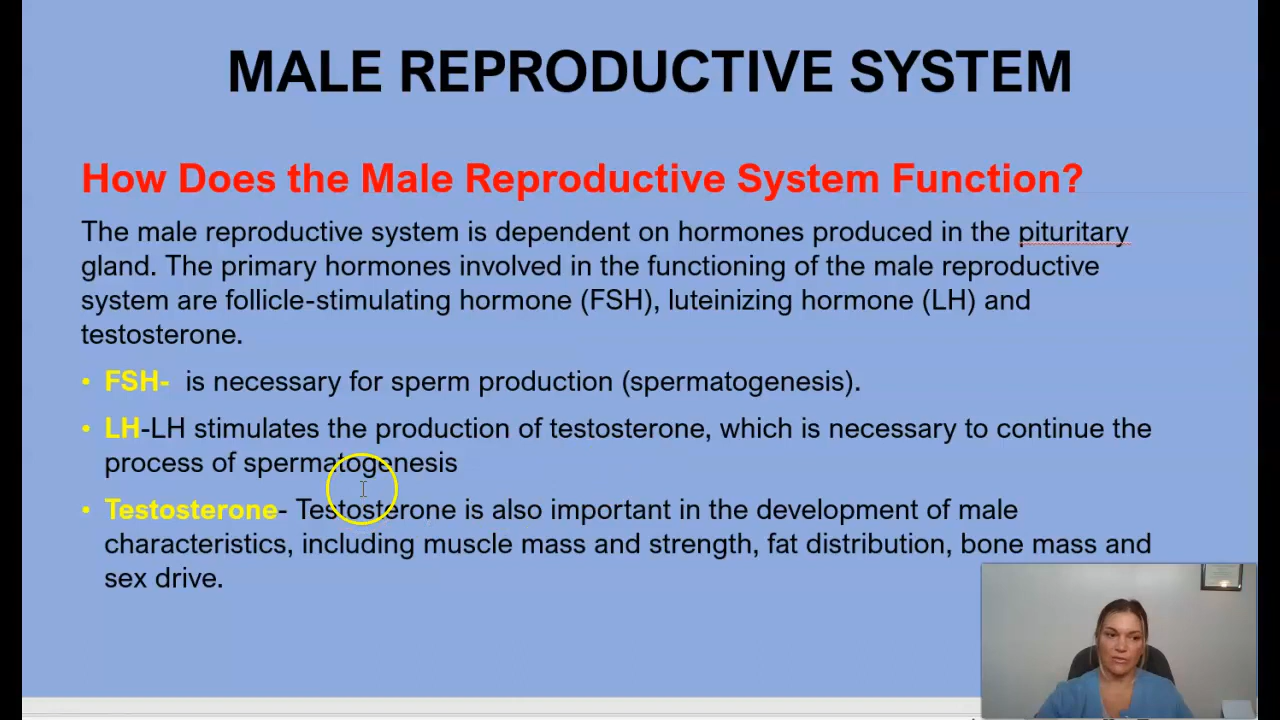 MALE REPRODUCTIVE SYSTEM
How Does the Male Reproductive System Function?
The male reproductive system is dependent on hormones produced in the pituritary
gland. The primary hormones involved in the functioning of the male reproductive
system are follicle-stimulating hormone (FSH), luteinizing hormone (LH) and
testosterone.
• FSH- is necessary for sperm production (spermatogenesis).
• LH-LH stimulates the production of testosterone, which is necessary to continue the
process of spermatogenesis
• Testosterone- Testosterone is also important in the development of male
characteristics, including muscle mass and strength, fat distribution, bone mass and
sex drive.